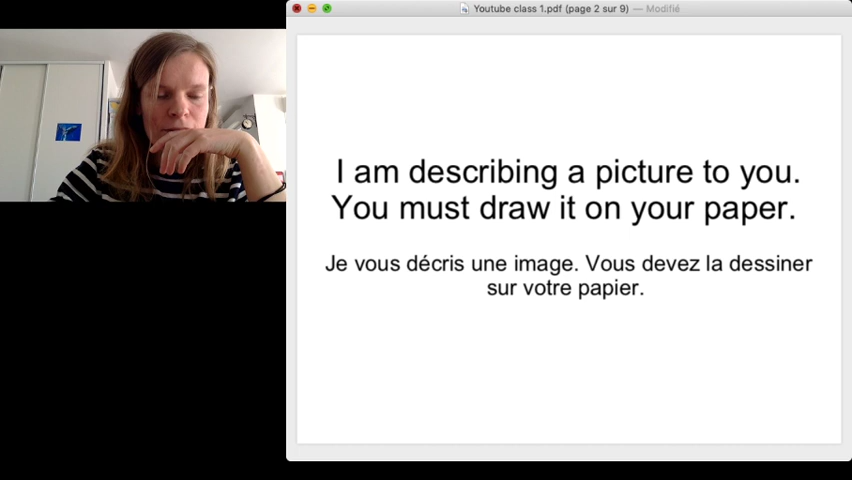 Youtube class 1.pdf (page 2 sur 9) — Modifié
I am describing a picture to you.
You must draw it on your paper.
Je vous décris une image. Vous devez la dessiner
sur votre papier.